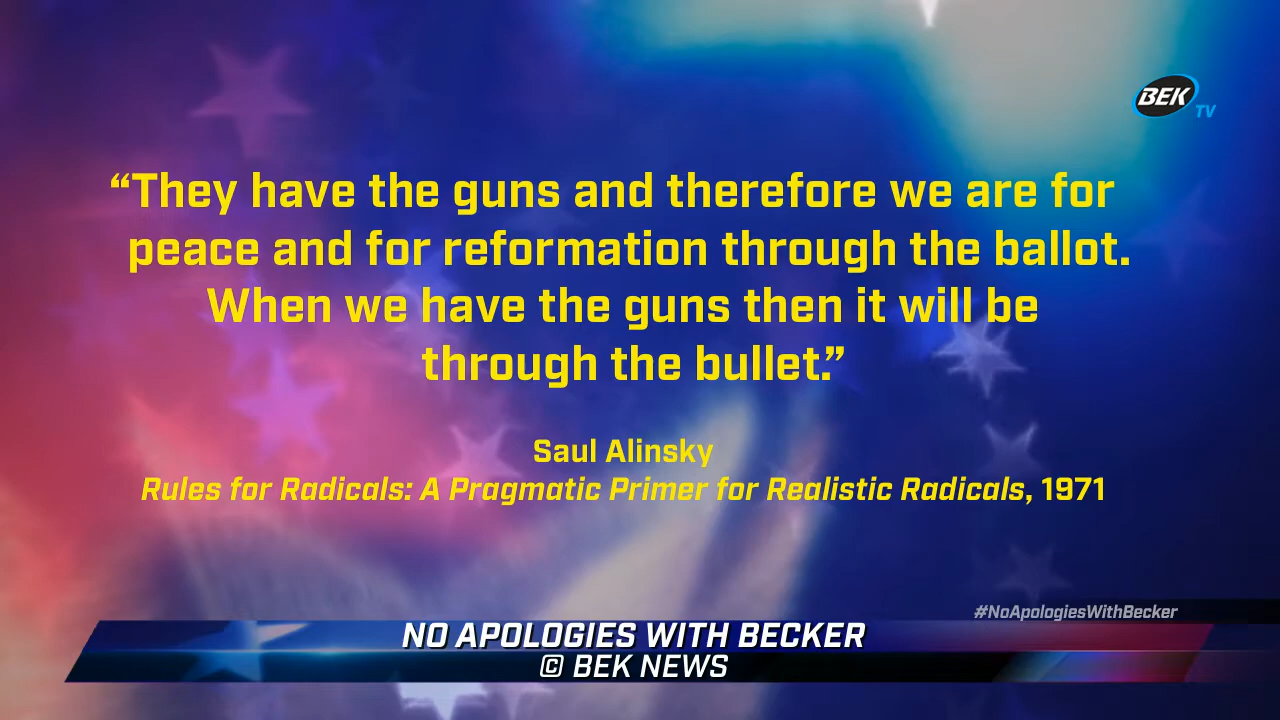 BEK TV
“They have the guns and therefore we are for
peace and for reformation through the ballot.
When we have the guns then it will be
through the bullet.”
Saul Alinsky
Rules for Radicals: A Pragmatic Primer for Realistic Radicals, 1971
#NoApologiesWithBecker
NO APOLOGIES WITH BECKER
© BEK NEWS